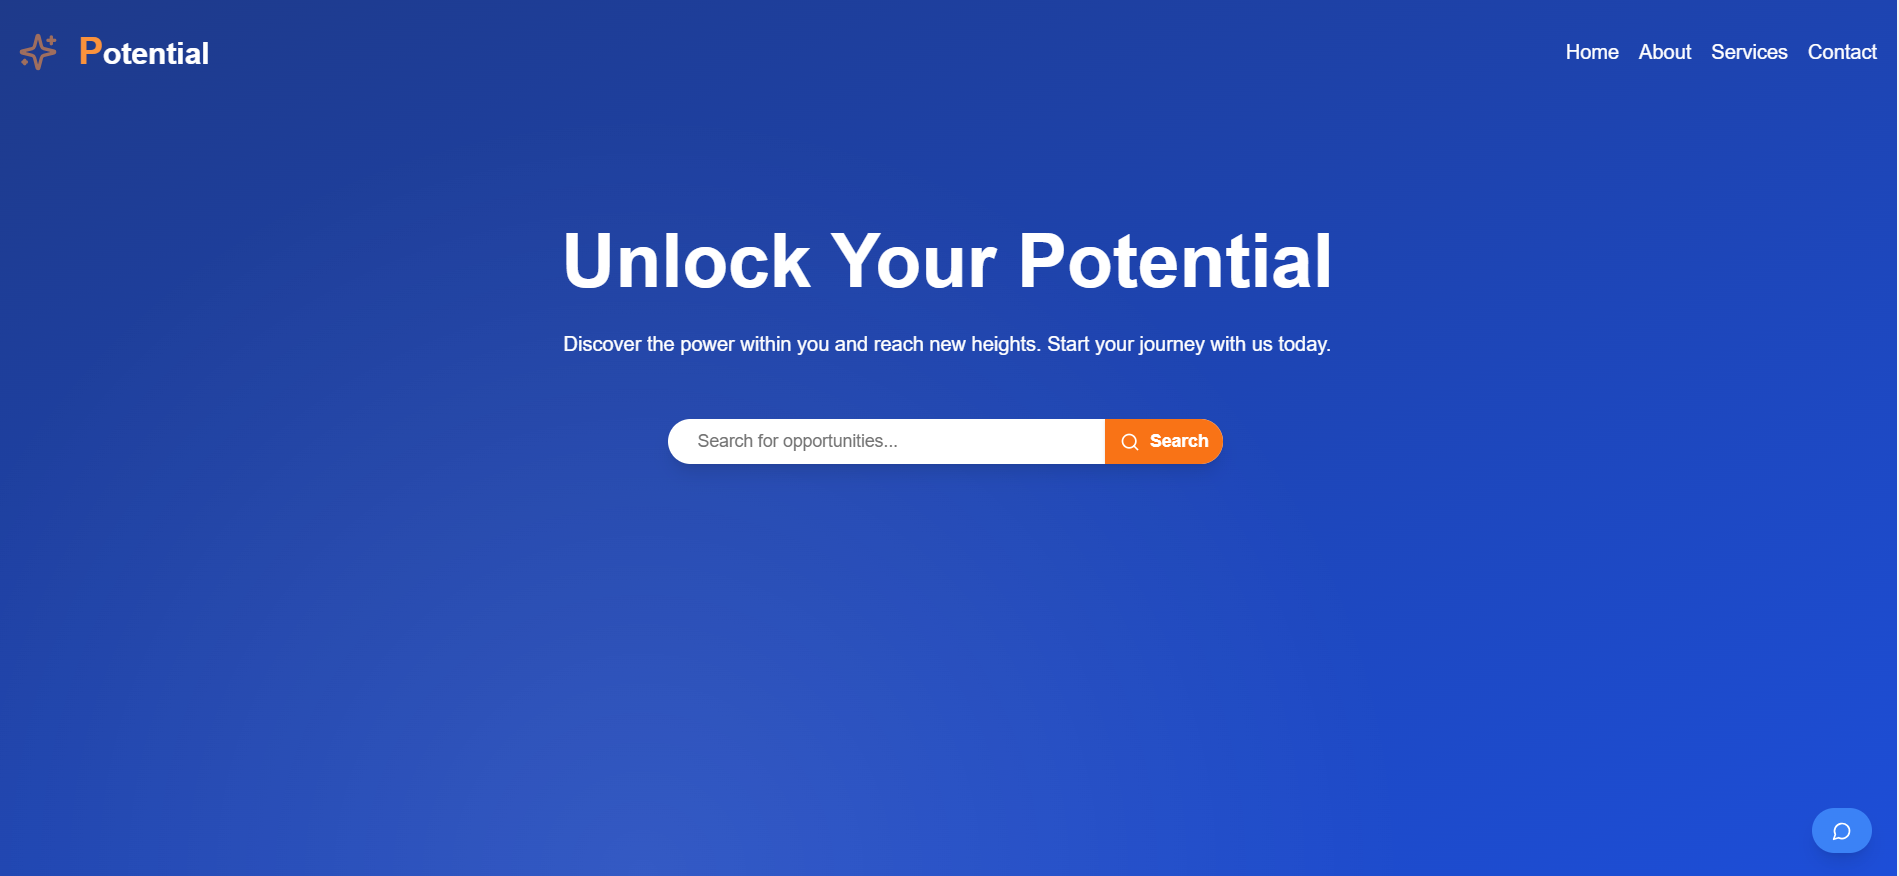 Potential
Home About Services Contact
Unlock Your Potential
Discover the power within you and reach new heights. Start your journey with us today.
Search for opportunities...
Search